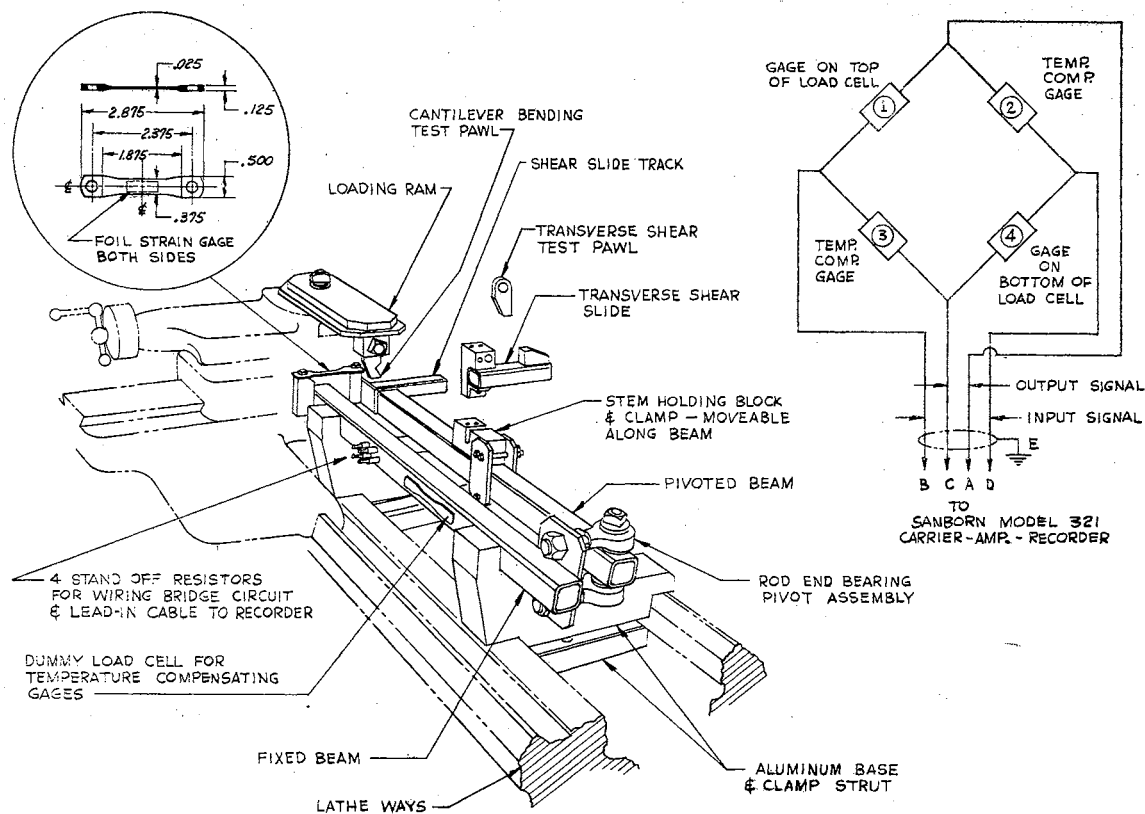 .025
.125
2.875
2.375
1.875
.500
.375
FOIL STRAIN GAGE
BOTH SIDES
CANTILEVER BENDING
TEST PAWL
SHEAR SLIDE TRACK
LOADING RAM
TRANSVERSE SHEAR
TEST PAWL
TRANSVERSE SHEAR
SLIDE
STEM HOLDING BLOCK
& CLAMP – MOVEABLE
ALONG BEAM
PIVOTED BEAM
ROD END BEARING
PIVOT ASSEMBLY
4 STAND OFF RESISTORS
FOR WIRING BRIDGE CIRCUIT
& LEAD-IN CABLE TO RECORDER
DUMMY LOAD CELL FOR
TEMPERATURE COMPENSATING
GAGES
FIXED BEAM
LATHE WAYS
ALUMINUM BASE
& CLAMP STRUT
GAGE ON TOP
OF LOAD CELL
1
TEMP.
COMP.
GAGE
2
TEMP.
COMP.
GAGE
3
4
GAGE
ON
BOTTOM OF
LOAD CELL
OUTPUT SIGNAL
INPUT SIGNAL
E
B C A D
TO
SANBORN MODEL 321
CARRIER-AMP.-RECORDER